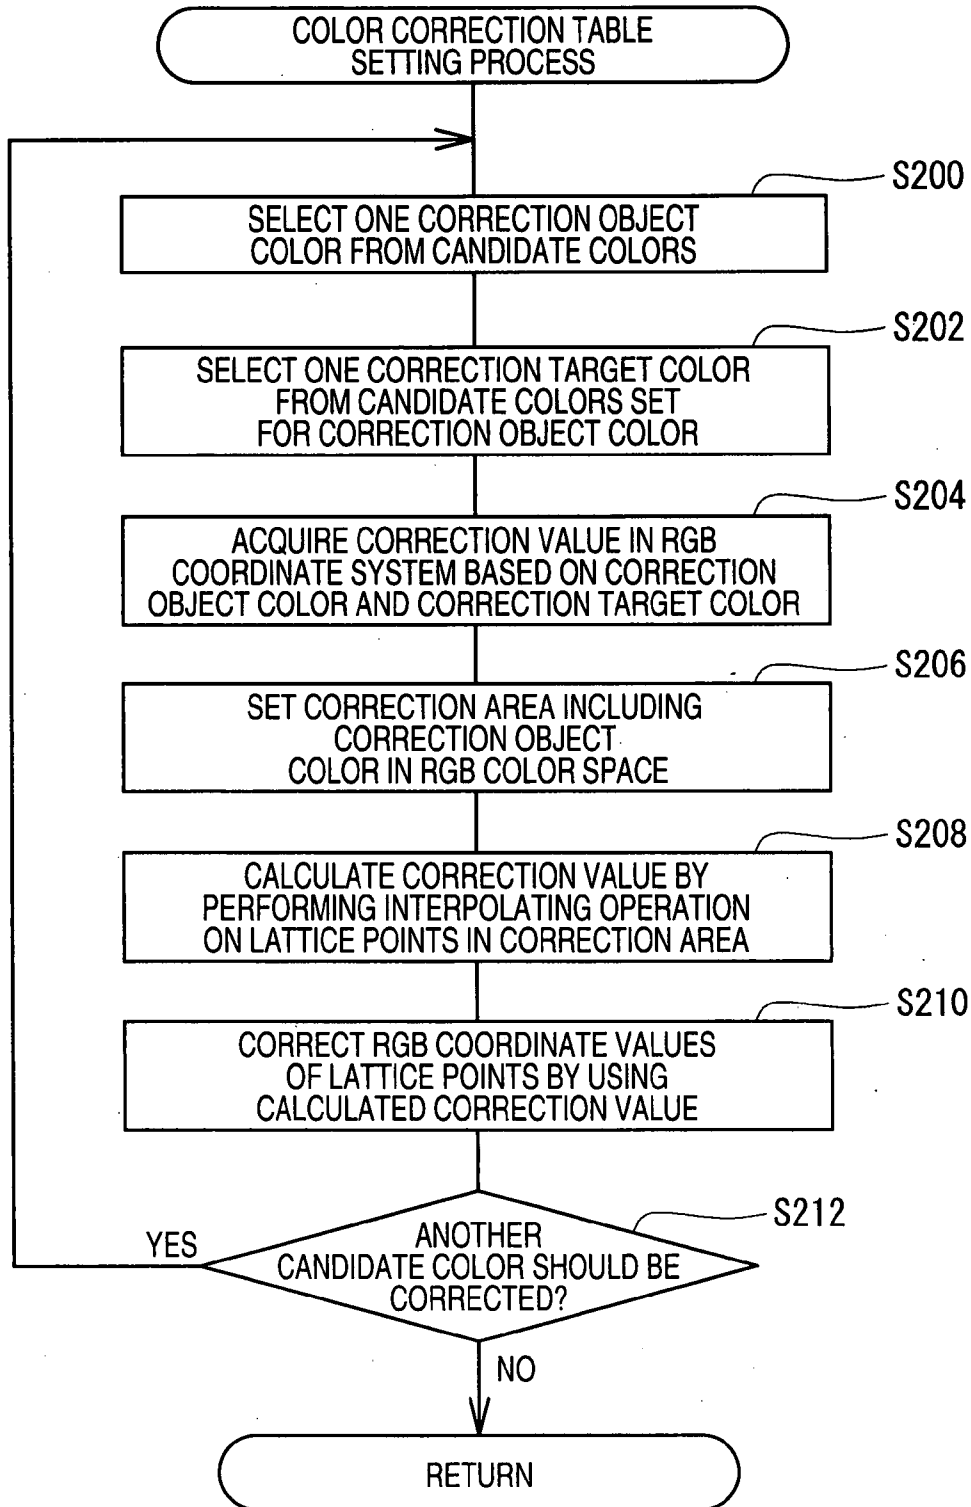 COLOR CORRECTION TABLE
SETTING PROCESS
S200
SELECT ONE CORRECTION OBJECT
COLOR FROM CANDIDATE COLORS
S202
SELECT ONE CORRECTION TARGET COLOR
FROM CANDIDATE COLORS SET
FOR CORRECTION OBJECT COLOR
S204
ACQUIRE CORRECTION VALUE IN RGB
COORDINATE SYSTEM BASED ON CORRECTION
OBJECT COLOR AND CORRECTION TARGET COLOR
S206
SET CORRECTION AREA INCLUDING
CORRECTION OBJECT
COLOR IN RGB COLOR SPACE
S208
CALCULATE CORRECTION VALUE BY
PERFORMING INTERPOLATING OPERATION
ON LATTICE POINTS IN CORRECTION AREA
S210
CORRECT RGB COORDINATE VALUES
OF LATTICE POINTS BY USING
CALCULATED CORRECTION VALUE
S212
YES
ANOTHER
CANDIDATE COLOR SHOULD BE
CORRECTED?
NO
RETURN